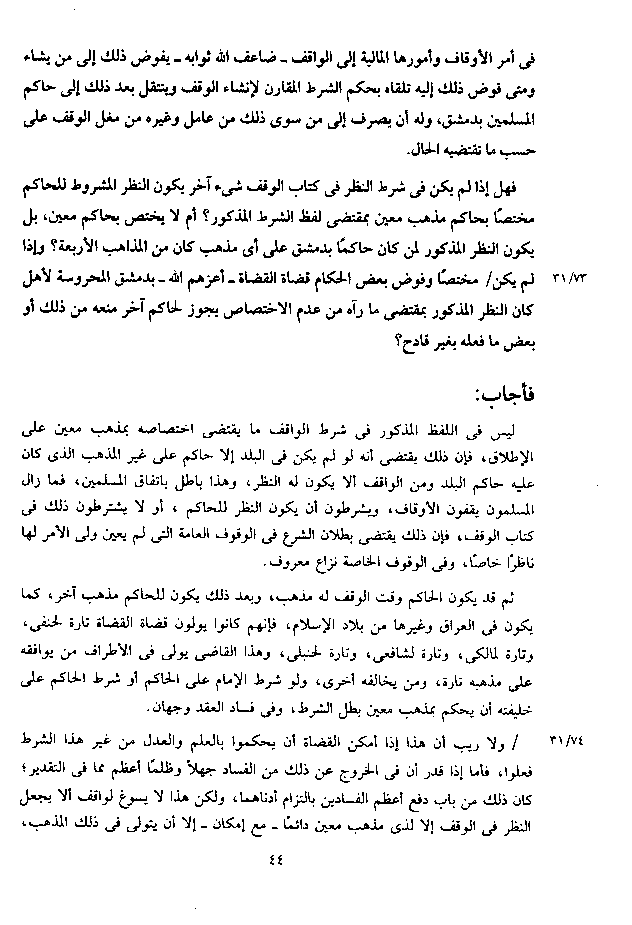 فى أمر الأوقاف وأمورها المالية إلى الواقف ــ ضاعف الله ثوابه ــ يفوض ذلك إلى من يشاء
ومتى فوض ذلك إليه تلقاه بحكم الشرط المقارن لإنشاء الوقف وينتقل بعد ذلك إلى حاكم
المسلمين بدمشق، وله أن يصرف إلى من سوى ذلك من عامل وغيره من مغل الوقف على
حسب ما تقتضيه الحال.
فهل إذا لم يكن فى شرط النظر فى كتاب الوقف شىء آخر يكون النظر المشروط للحاكم
مختصًا بحاكم مذهب معين بمقتضى لفظ الشرط المذكور؟ أم لا يختص بحاكم معين، بل
يكون النظر المذكور لمن كان حاكمًا بدمشق على أى مذهب كان من المذاهب الأربعة؟ وإذا
لم يكن/ مختصًا وفوض بعض الحكام قضاة القضاة ــ أعزهم الله ــ بدمشق المحروسة لأهل ٣١/٧٣
كان النظر المذكور بمقتضى ما رآه من عدم الاختصاص يجوز لحاكم آخر منعه من ذلك أو
بعض ما فعله بغير قادح؟
فأجاب:
ليس فى اللفظ المذكور فى شرط الواقف ما يقتضى اختصاصه بمذهب معين على
الإطلاق، فإن ذلك يقتضى أنه لو لم يكن فى البلد إلا حاكم على غير المذهب الذى كان
عليه حاكم البلد ومن الواقف ألا يكون له النظر، وهذا باطل باتفاق المسلمين، فما زال
المسلمون يقفون الأوقاف، ويشرطون أن يكون النظر للحاكم ، أو لا يشترطون ذلك فى
كتاب الوقف، فإن ذلك يقتضى بطلان الشرع فى الوقوف العامة التى لم يعين ولى الأمر لها
ناظرًا خاصًا، وفى الوقوف الخاصة نزاع معروف.
ثم قد يكون الحاكم وقت الوقف له مذهب، وبعد ذلك يكون للحاكم مذهب آخر، كما
يكون فى العراق وغيرها من بلاد الإسلام، فإنهم كانوا يولون قضاة القضاة تارة لحنفى،
وتارة لمالكى، وتارة لشافعى، وتارة لحنبلى، وهذا القاضى يولى فى الأطراف من يوافقه
على مذهبه تارة، ومن يخالفه أخرى، ولو شرط الإمام على الحاكم أو شرط الحاكم على
خليفته أن يحكم بمذهب معين بطل الشرط، وفى فساد العقد وجهان.
/ ولا ريب أن هذا إذا أمكن القضاة أن يحكموا بالعلم والعدل من غير هذا الشرط ٣١/٧٤
فعلوا، فأما إذا قدر أن فى الخروج عن ذلك من الفساد جهلاً وظلمًا أعظم مما فى التقدير؛
كان ذلك من باب دفع أعظم الفسادين بالتزام أدناهما، ولكن هذا لا يسوغ لواقف ألا يجعل
النظر فى الوقف إلا لذى مذهب معين دائمًا ــ مع إمكان ــ إلا أن يتولى فى ذلك المذهب،
٤٤